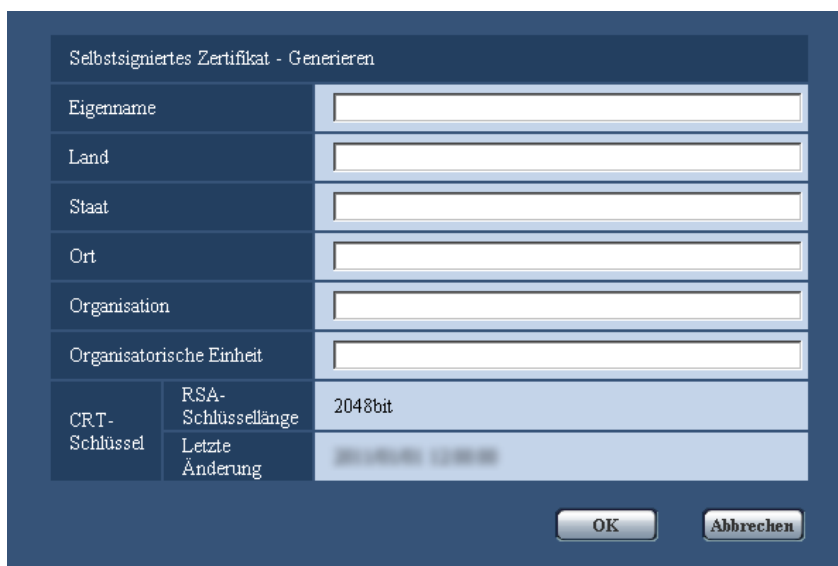 Selbstsigniertes Zertifikat - Generieren
Eigenname
Land
Staat
Ort
Organisation
Organisatorische Einheit
CRT-
Schlüssel
RSA-
Schlüssellänge
2048bit
Letzte
Änderung
OK
Abbrechen